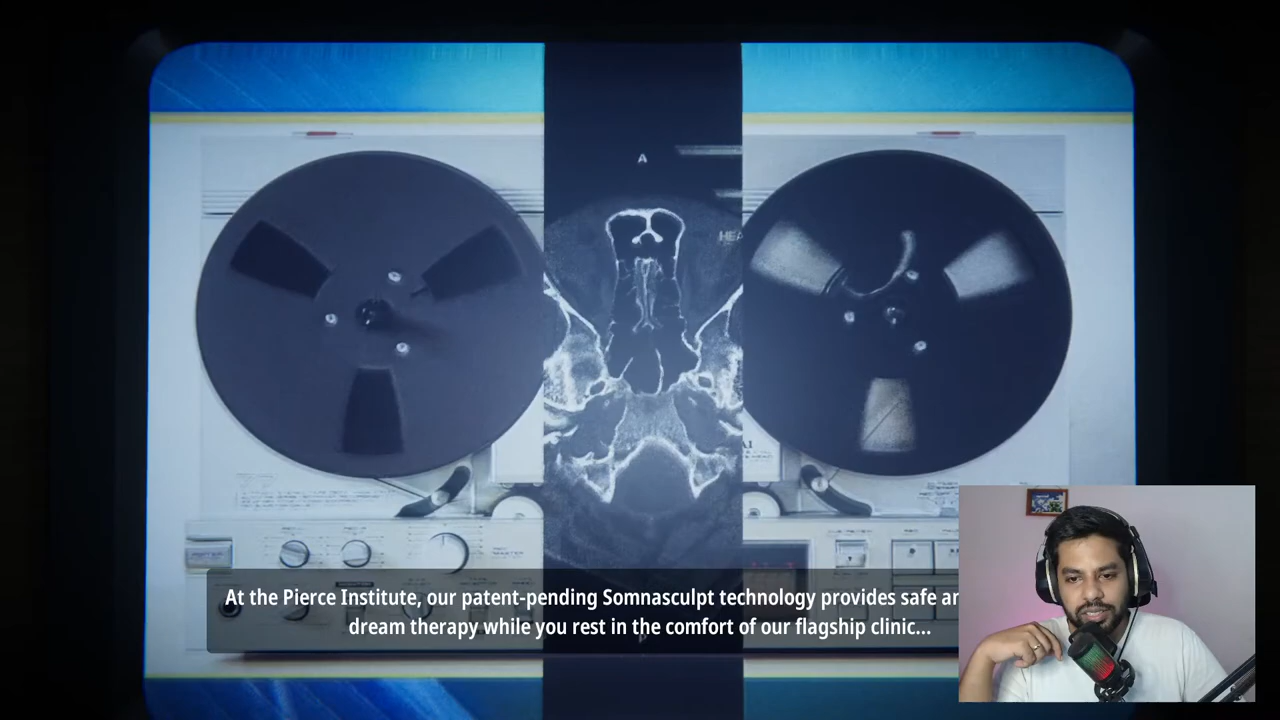 A
HEA
At the Pierce Institute, our patent-pending Somnasculpt technology provides safe ar
dream therapy while you rest in the comfort of our flagship clinic...